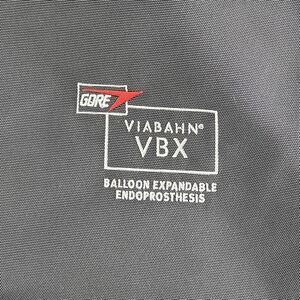 GORE
VIABAHN®
VBX
BALLOON EXPANDABLE
ENDOPROSTHESIS